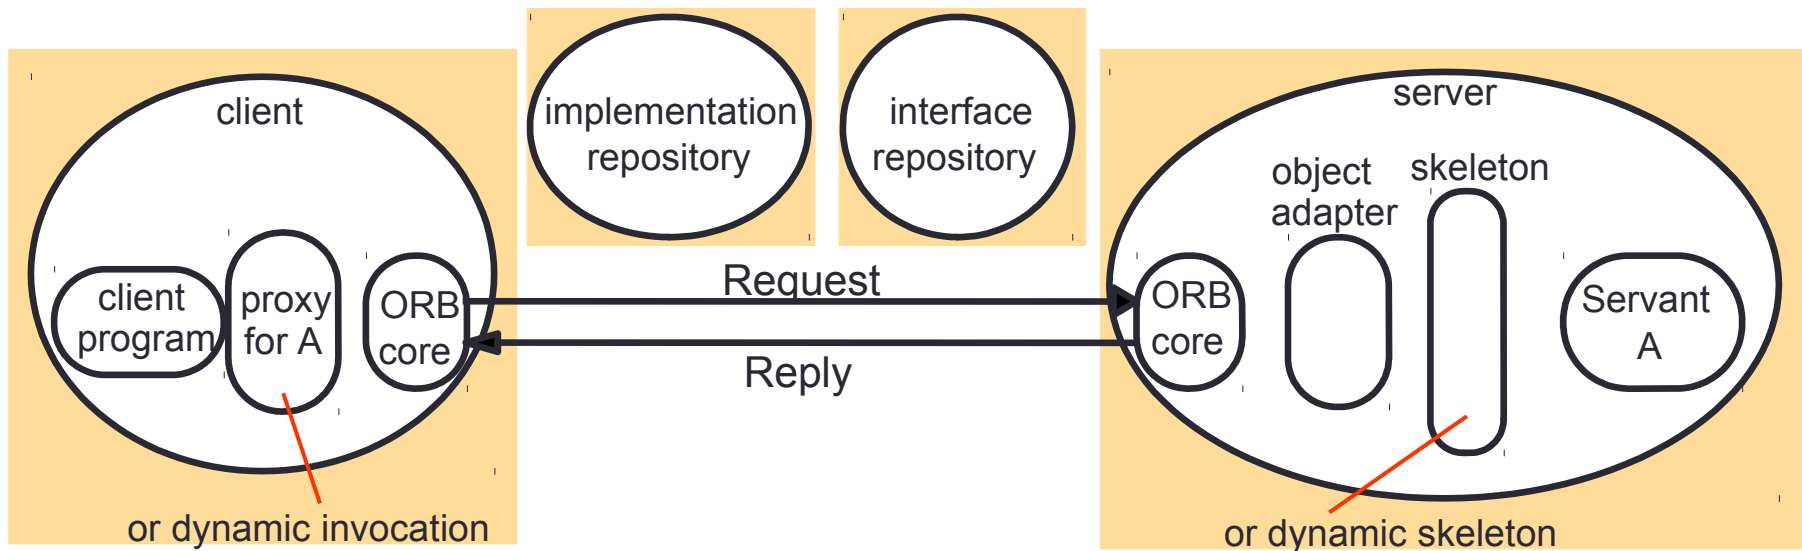 client
client
program
proxy
for A
ORB
core
or dynamic invocation
implementation
repository
interface
repository
Request
Reply
server
object
adapter
skeleton
ORB
core
Servant
A
or dynamic skeleton